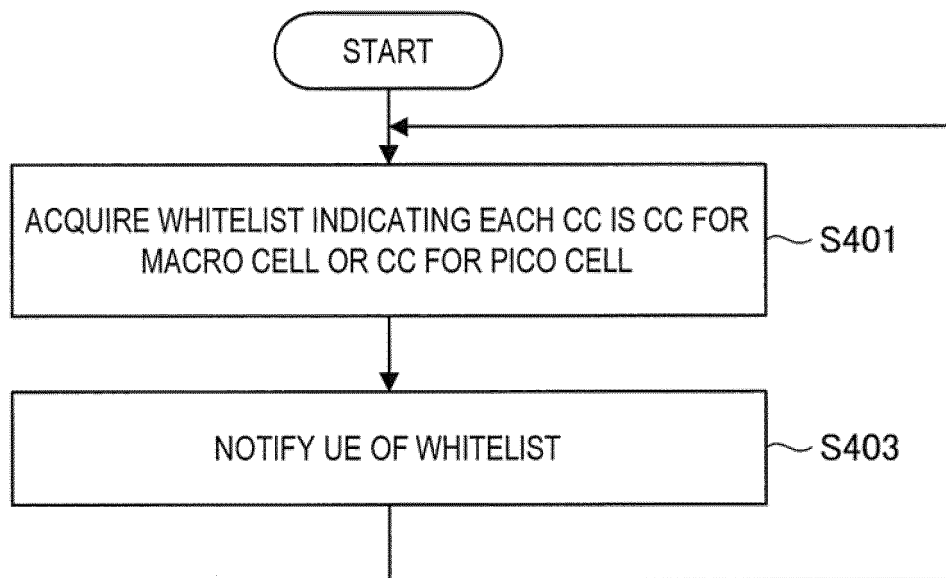 START
ACQUIRE WHITELIST INDICATING EACH CC IS CC FOR
MACRO CELL OR CC FOR PICO CELL
S401
NOTIFY UE OF WHITELIST
S403